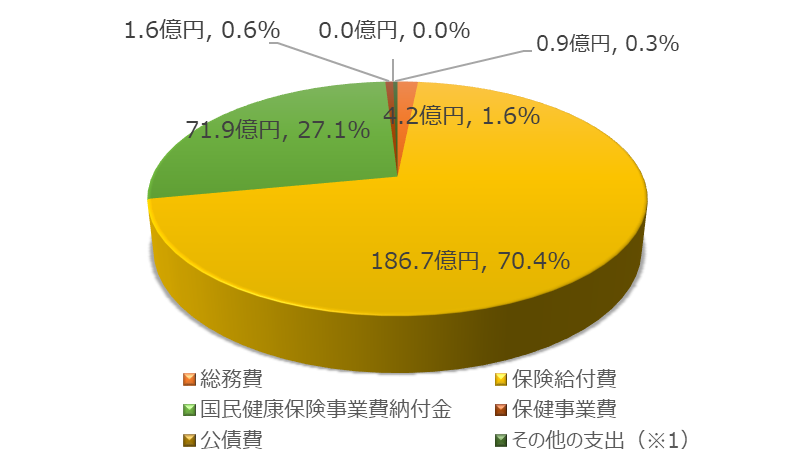 1.6億円, 0.6%
0.0億円, 0.0%
0.9億円, 0.3%
4.2億円, 1.6%
71.9億円, 27.1%
186.7億円, 70.4%
総務費
保険給付費
国民健康保険事業費納付金
保健事業費
公債費
その他の支出（※1）